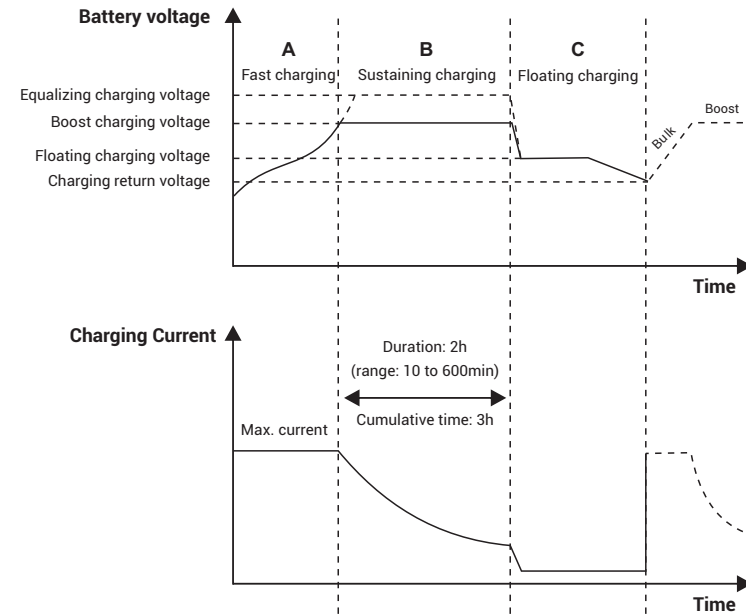 Battery voltage
A
B
C
Fast charging
Sustaining charging
Floating charging
Equalizing charging voltage
Boost charging voltage
Floating charging voltage
Charging return voltage
Bulk
Boost
Time
Charging Current
Duration: 2h
(range: 10 to 600min)
Cumulative time: 3h
Max. current
Time